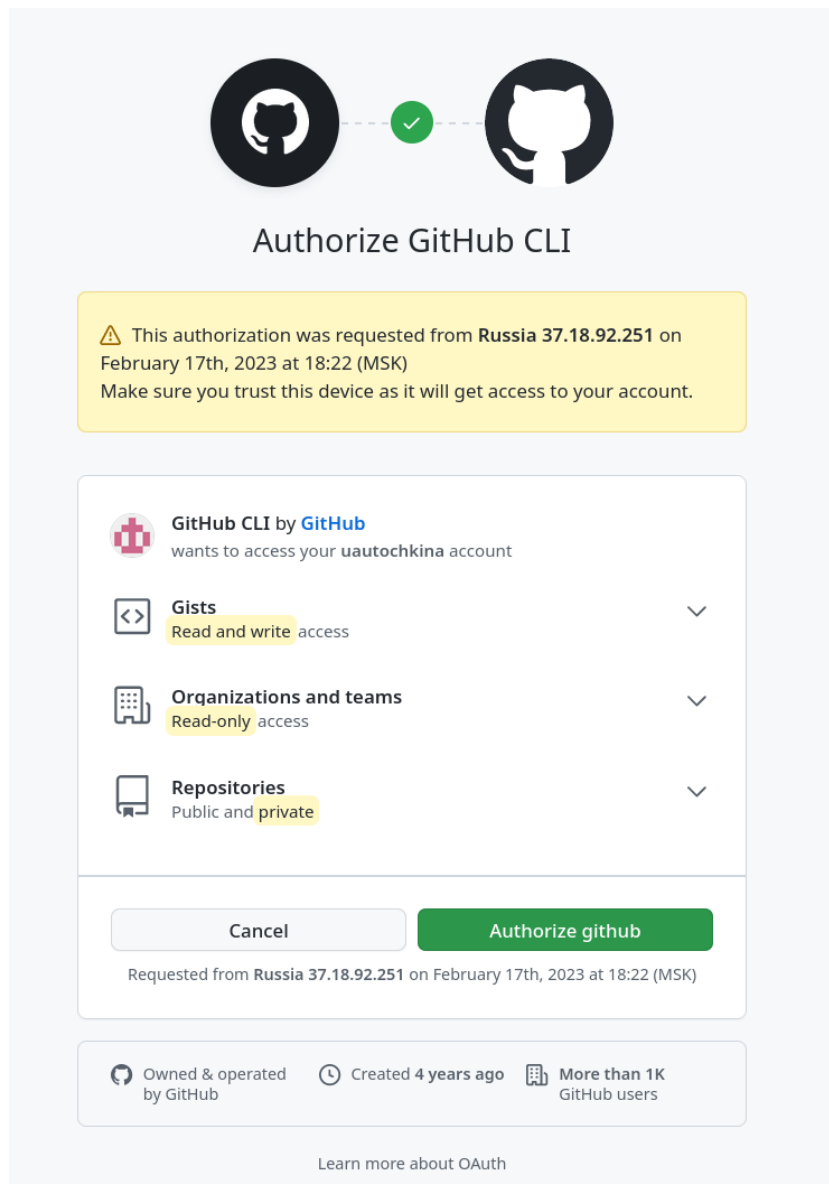 Authorize GitHub CLI
This authorization was requested from Russia 37.18.92.251 on
February 17th, 2023 at 18:22 (MSK)
Make sure you trust this device as it will get access to your account.
GitHub CLI by GitHub
wants to access your uautochkina account
Gists
Read and write access
Organizations and teams
Read-only access
Repositories
Public and private
Cancel
Authorize github
Requested from Russia 37.18.92.251 on February 17th, 2023 at 18:22 (MSK)
Owned & operated
by GitHub
Created 4 years ago
More than 1K
GitHub users
Learn more about OAuth